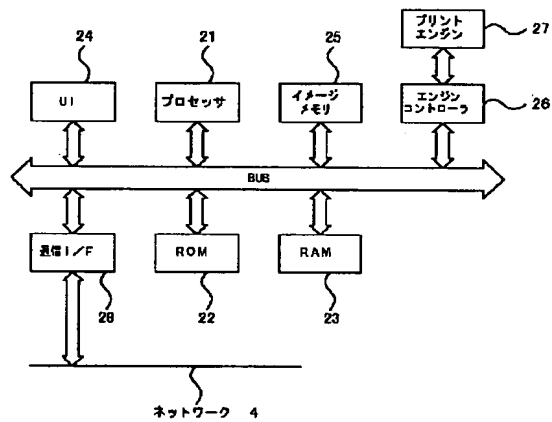 プリント
エンジン
27
24
21
25
UI
プロセッサ
イメージ
メモリ
エンジン
コントローラ
26
BUS
通信I/F
ROM
RAM
28
22
23
ネットワーク 4